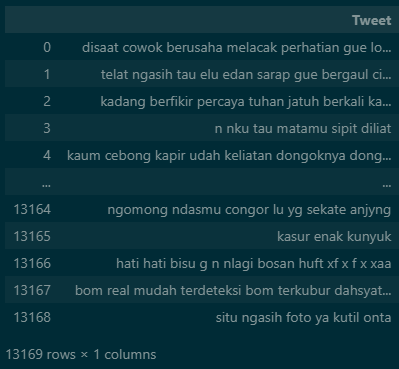 Tweet
0 disaat cowok berusaha melacak perhatian gue lo...
1 telat ngasih tau elu edan sarap gue bergaul ci...
2 kadang berfikir percaya tuhan jatuh berkali ka...
3 n nku tau matamu sipit diliat
4 kaum cebong kapir udah keliatan dongoknya dong...
... ...
13164 ngomong ndasmu congor lu yg sekate anjyng
13165 kasur enak kunyuk
13166 hati hati bisu g n nlagi bosan huft xf x f x xaa
13167 bom real mudah terdeteksi bom terkubur dahsyat...
13168 situ ngasih foto ya kutil onta
13169 rows × 1 columns